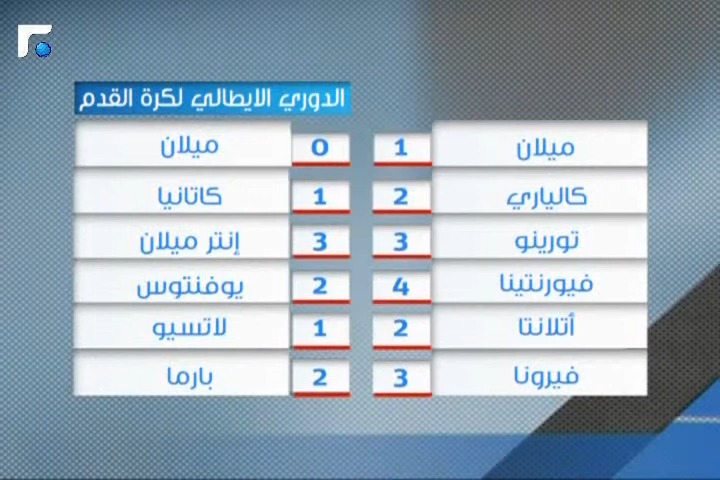 الدوري الايطالي لكرة القدم
ميلان 1 0 ميلان
كالياري 2 1 كاتانيا
تورينو 3 3 إنتر ميلان
فيورنتينا 4 2 يوفنتوس
أتلانتا 2 1 لاتسيو
فيرونا 3 2 بارما